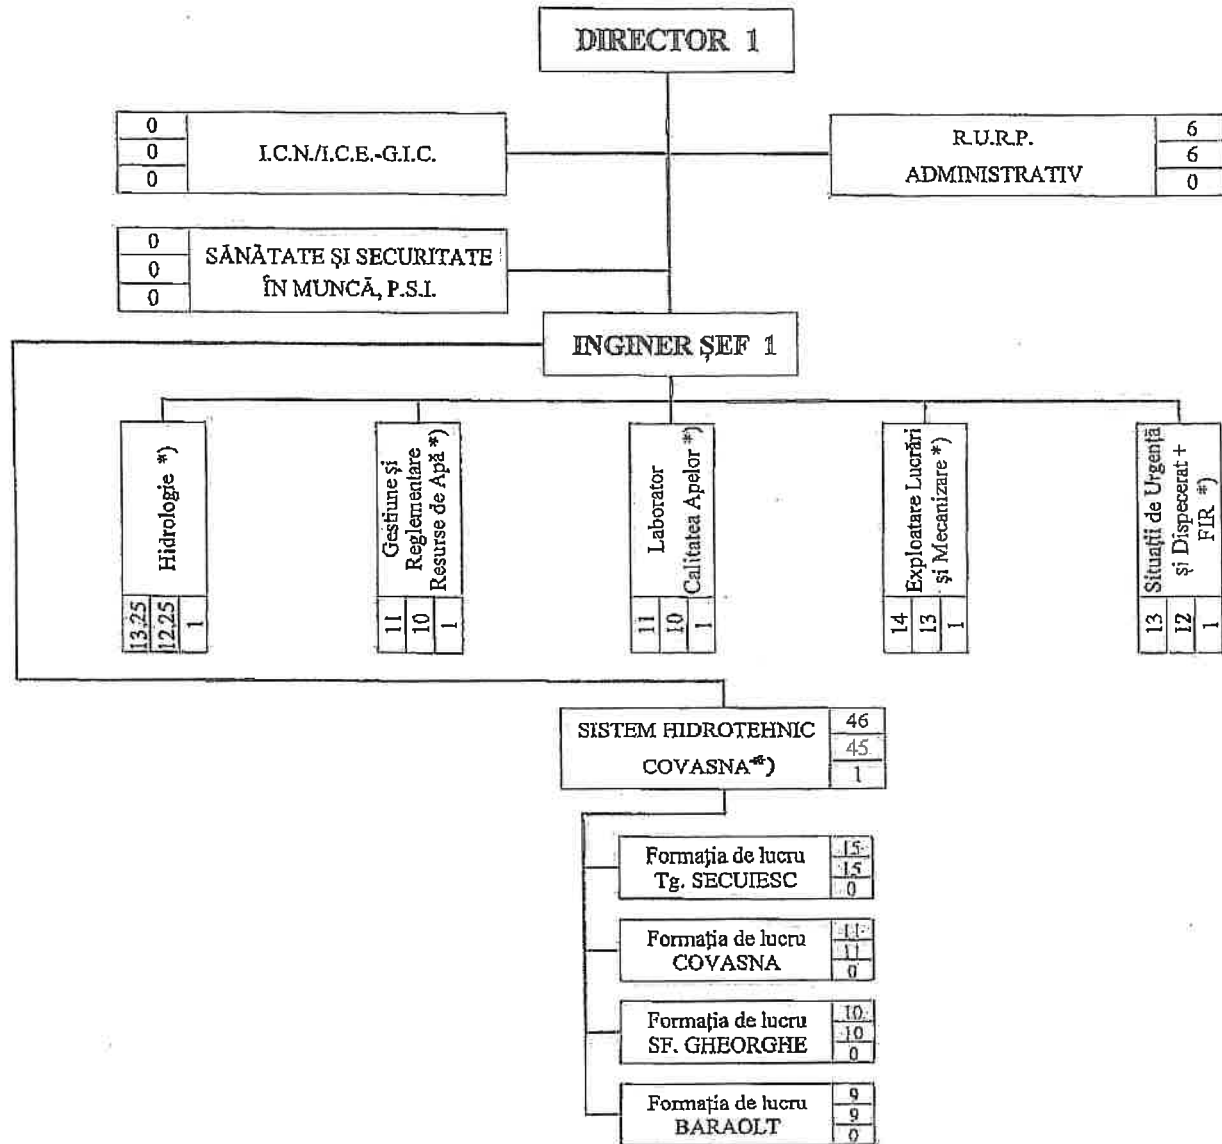 DIRECTOR 1
0
0
0
I.C.N./I.C.E.-G.I.C.
R.U.R.P.
ADMINISTRATIV
6
6
0
0
0
0
SĂNĂTATE ȘI SECURITATE
ÎN MUNCĂ, P.S.I.
INGINER ȘEF 1
Hidrologie *)
13,25
12,25
1
Gestiune și
Reglementare
Resurse de Apă *)
11
10
1
Laborator
Calitatea Apelor *)
11
10
1
Exploatare Lucrări
și Mecanizare *)
14
13
1
Situații de Urgență
și Dispecerat +
FIR *)
13
12
1
SISTEM HIDROTEHNIC
COVASNA*)
46
45
1
Formația de lucru
Tg. SECUIESC
15
15
0
Formația de lucru
COVASNA
11
11
0
Formația de lucru
SF. GHEORGHE
10
10
0
Formația de lucru
BARAOLT
9
9
0